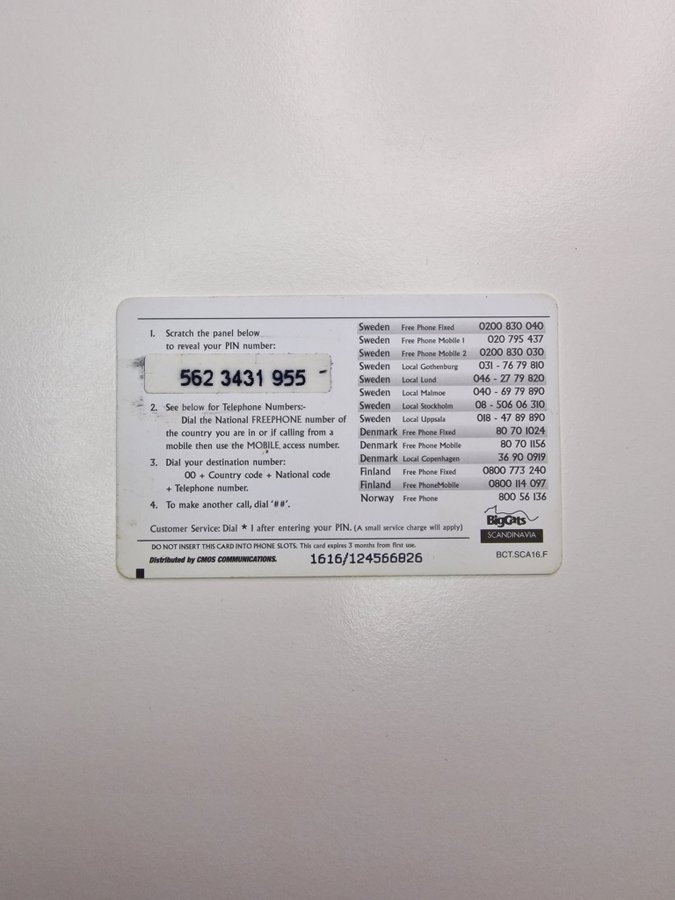 1. Scratch the panel below
to reveal your PIN number:
562 3431 955
2. See below for Telephone Numbers:-
Dial the National FREEPHONE number of
the country you are in or if calling from a
mobile then use the MOBILE access number.
3. Dial your destination number:
00 + Country code + National code
+ Telephone number.
4. To make another call, dial '##'.
Customer Service: Dial * 1 after entering your PIN. (A small service charge will apply)
DO NOT INSERT THIS CARD INTO PHONE SLOTS. This card expires 3 months from first use.
Distributed by CMOS COMMUNICATIONS. 1616/124566826
Sweden Free Phone Fixed 0200 830 040
Sweden Free Phone Mobile 1 020 795 437
Sweden Free Phone Mobile 2 0200 830 030
Sweden Local Gothenburg 031 - 76 79 810
Sweden Local Lund 046 - 27 79 820
Sweden Local Malmoe 040 - 69 79 890
Sweden Local Stockholm 08 - 506 06 310
Sweden Local Uppsala 018 - 47 89 890
Denmark Free Phone Fixed 80 70 1024
Denmark Free Phone Mobile 80 70 1156
Denmark Local Copenhagen 36 90 0919
Finland Free Phone Fixed 0800 773 240
Finland Free PhoneMobile 0800 114 097
Norway Free Phone 800 56 136
BigCats
SCANDINAVIA
BCT.SCA16.F